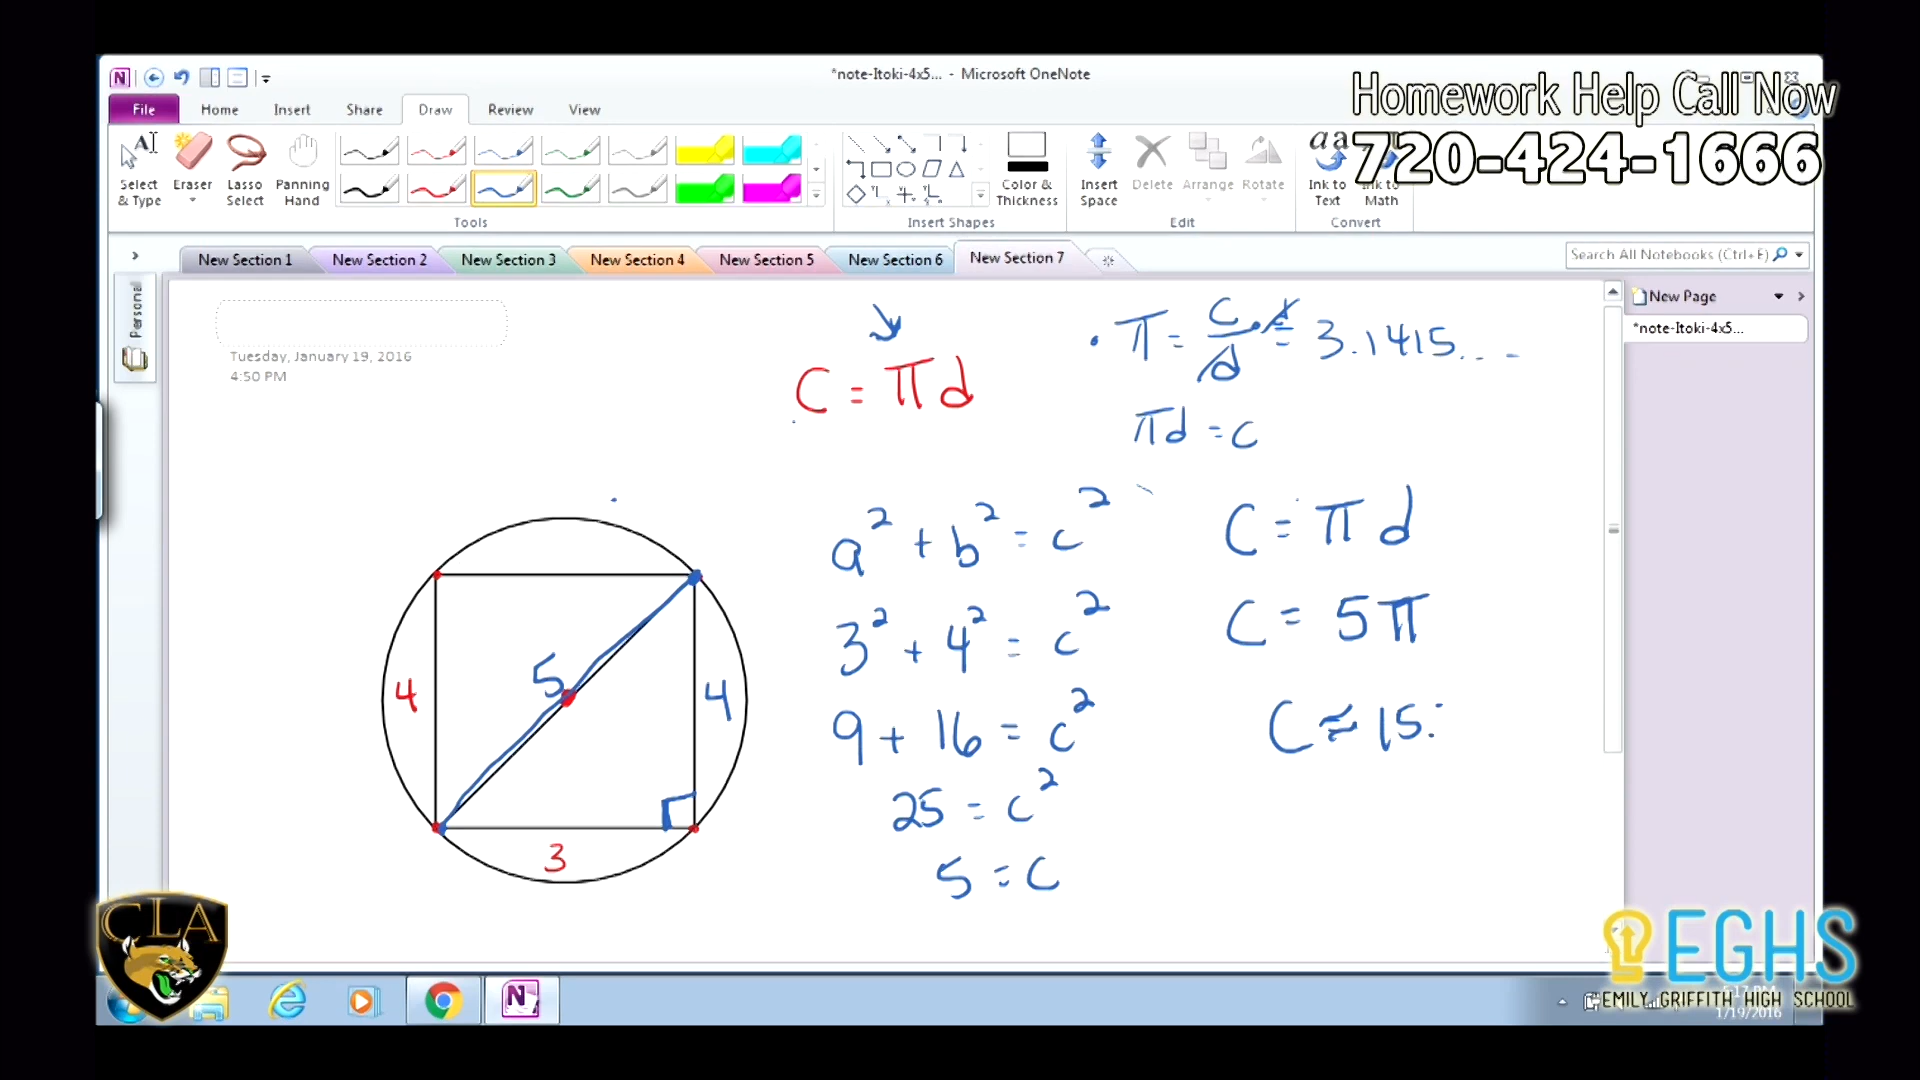 *note-Itoki-4x5... - Microsoft OneNote
Homework Help Call Now
720-424-1666
File Home Insert Share Draw Review View
Select & Type
Eraser
Lasso Select
Panning Hand
Color & Thickness
Insert Space
Delete
Arrange
Rotate
Ink to Text
Ink to Math
Tools Insert Shapes Edit Convert
New Section 1 New Section 2 New Section 3 New Section 4 New Section 5 New Section 6 New Section 7
Search All Notebooks (Ctrl+E)
Personal
New Page
*note-Itoki-4x5...
Tuesday, January 19, 2016
4:50 PM
C = π d
π = C/d · d = 3.1415...
πd = C
a² + b² = c²
3² + 4² = c²
9 + 16 = c²
25 = c²
5 = c
C = π d
C = 5π
C ≈ 15.
5
4
4
3
CLA
EGHS
EMILY GRIFFITH HIGH SCHOOL
1/19/2016